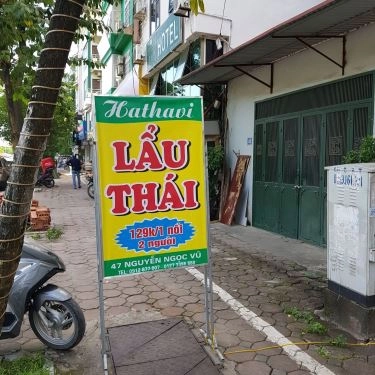 HOTEL
Hathavi
LẨU
THÁI
129k/1 nồi
2 người
47 NGUYỄN NGỌC VŨ